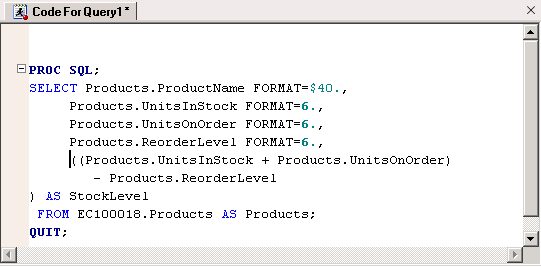 Code For Query1 *
PROC SQL;
SELECT Products.ProductName FORMAT=$40.,
Products.UnitsInStock FORMAT=6.,
Products.UnitsOnOrder FORMAT=6.,
Products.ReorderLevel FORMAT=6.,
((Products.UnitsInStock + Products.UnitsOnOrder)
- Products.ReorderLevel
) AS StockLevel
FROM EC100018.Products AS Products;
QUIT;